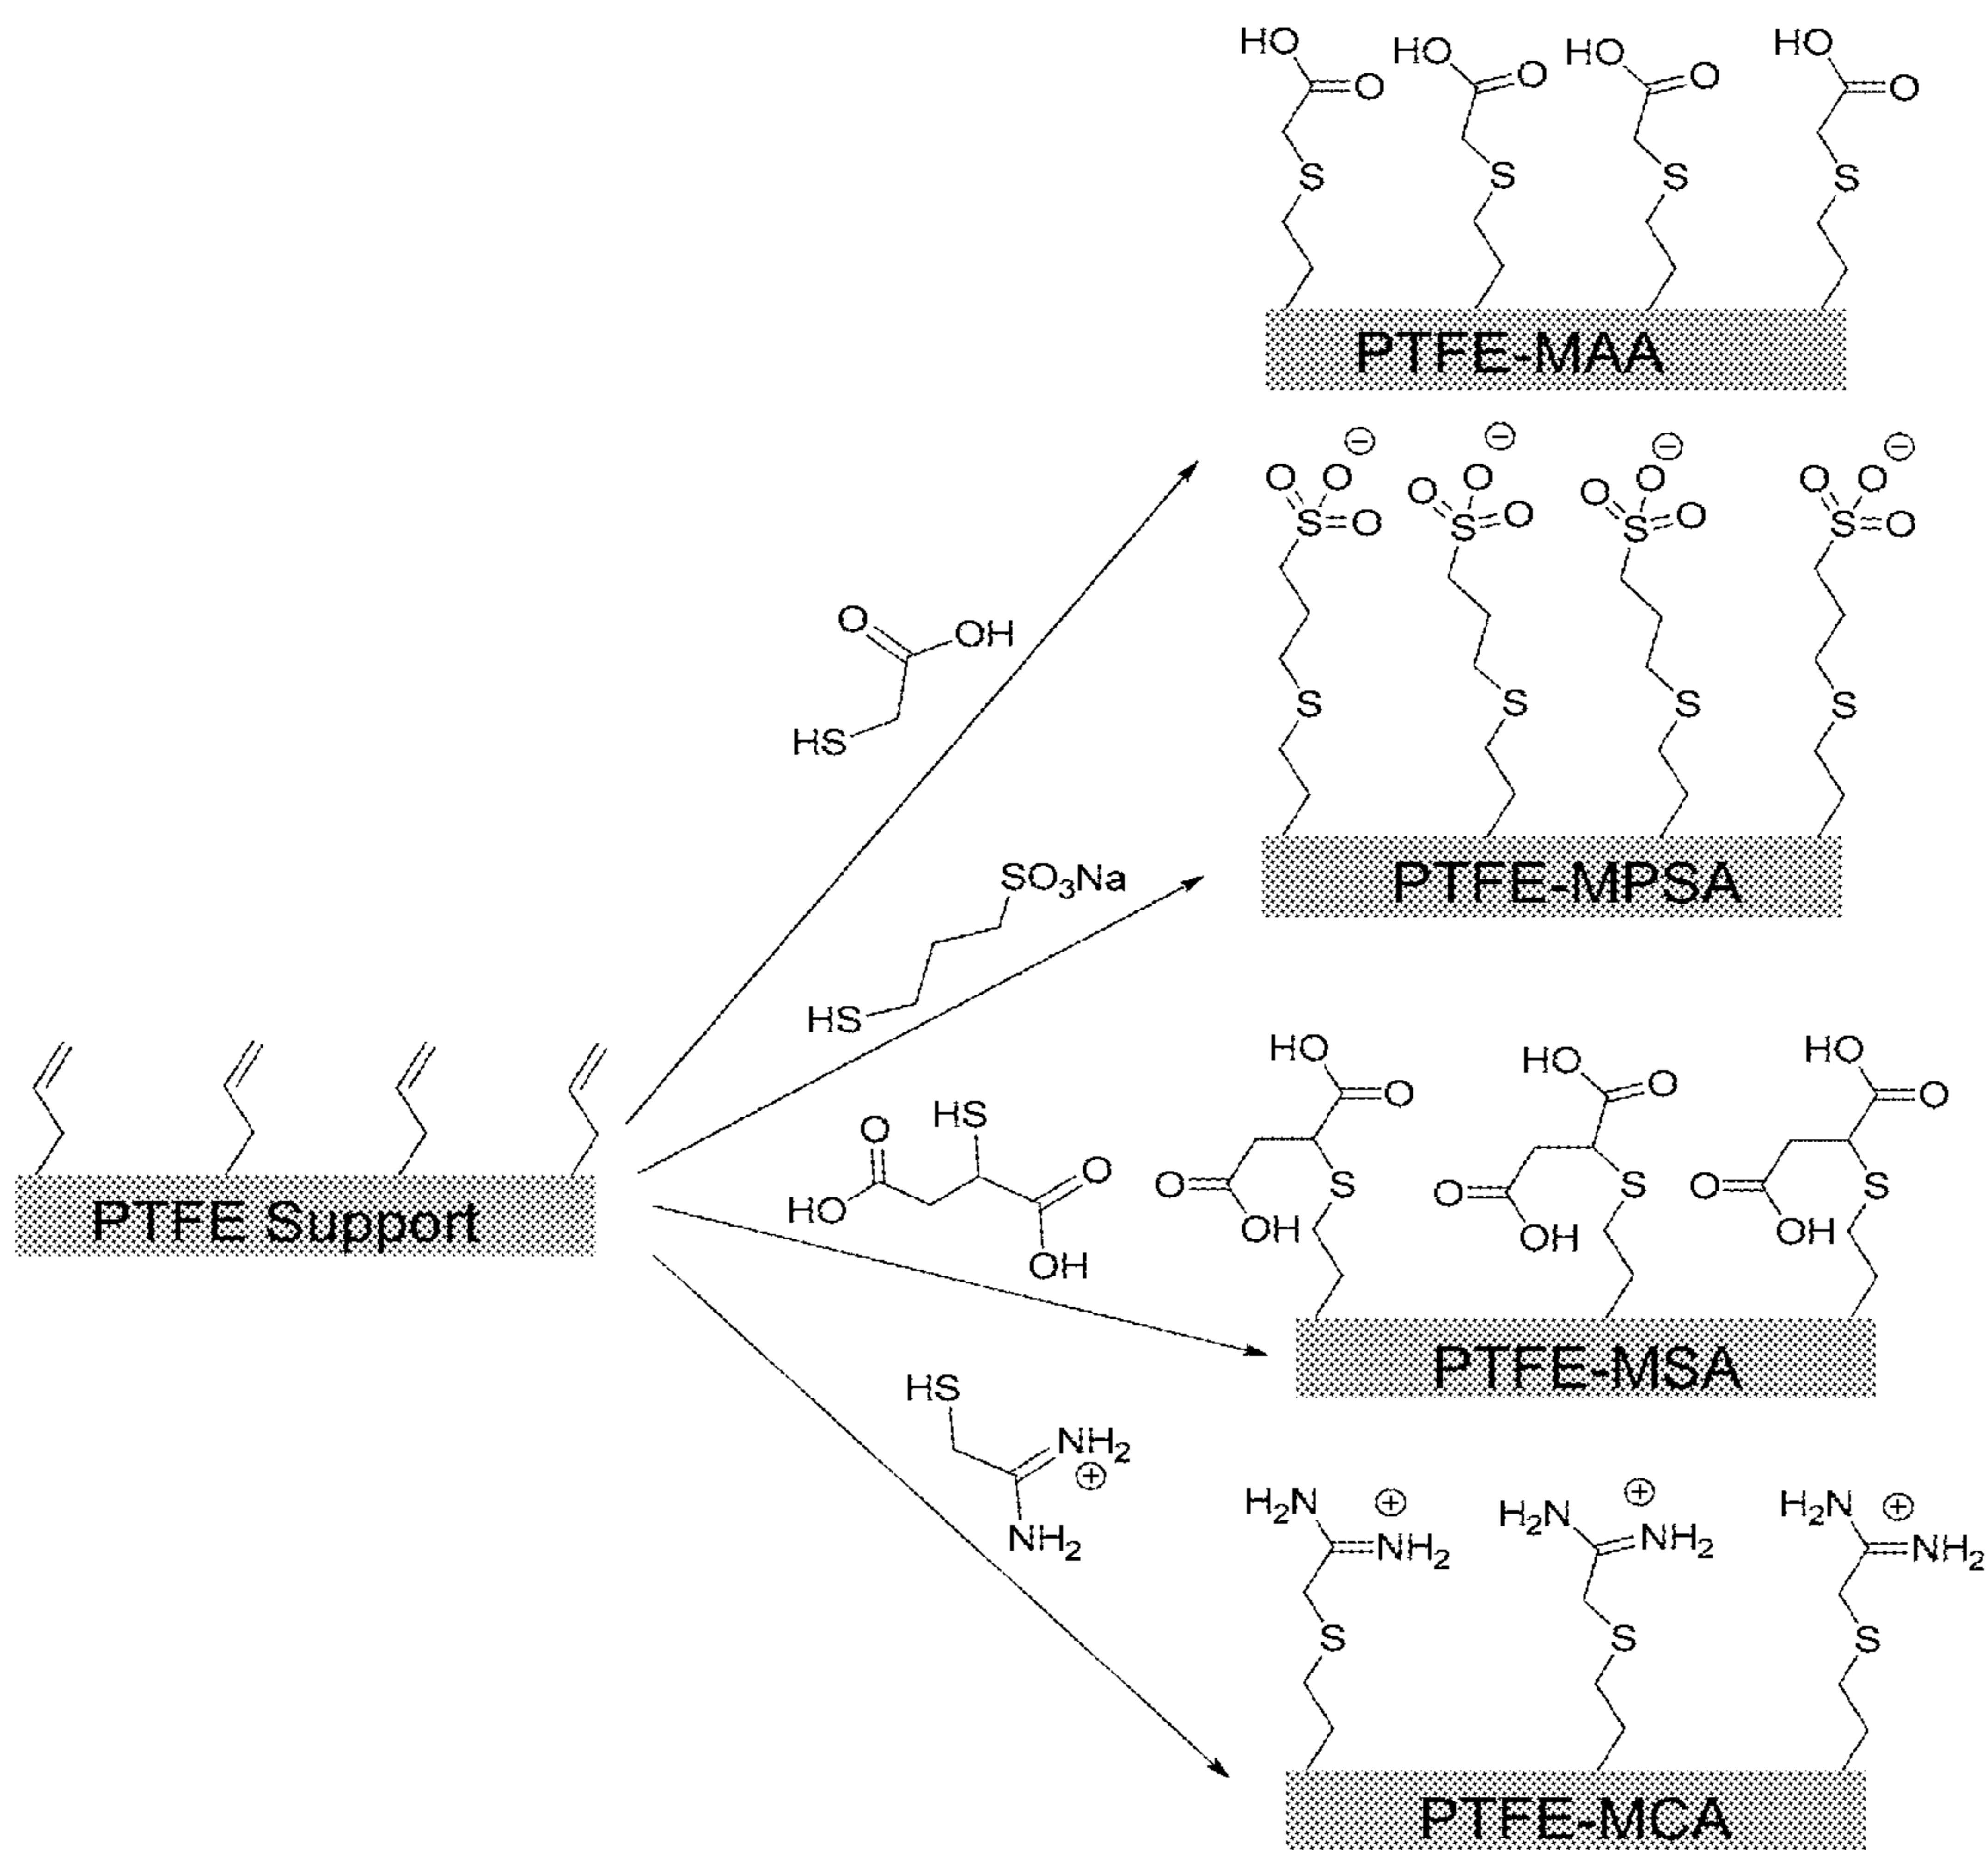 HO HO HO HO
O O O O
S S S S
PTFE-MAA
⊖ ⊖ ⊖ ⊖
O O O O O O O O
S O S O S O S O
O OH
HS
S S S S
PTFE-MPSA
SO3Na
HS
HO HO HO
O O O
HS
O O
HO OH
O S O S O S
OH OH OH
PTFE Support
PTFE-MSA
HS
NH2
⊕
NH2
H2N ⊕ H2N ⊕ H2N ⊕
NH2 NH2 NH2
S S S
PTFE-MCA